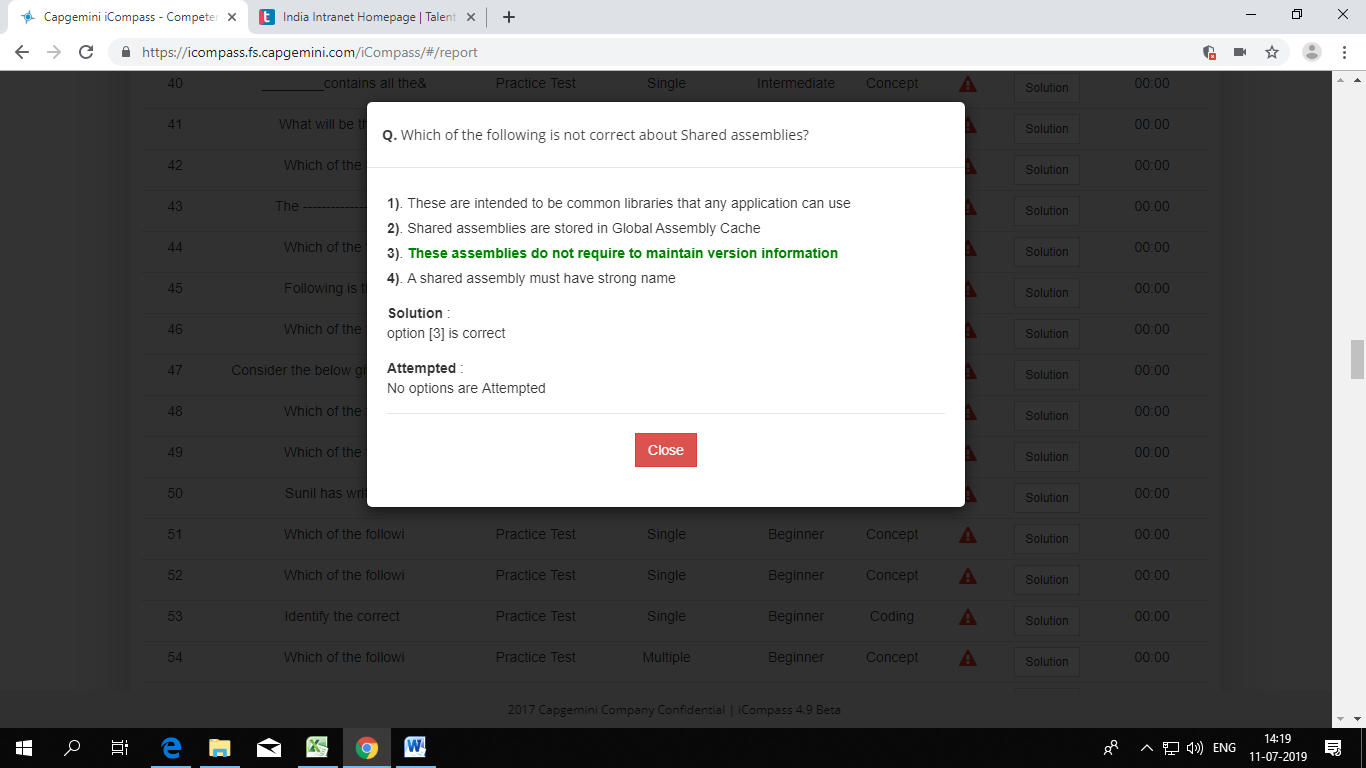 Capgemini iCompass - Competen
India Intranet Homepage | Talent
https://icompass.fs.capgemini.com/iCompass/#/report
40 _________contains all the& Practice Test Single Intermediate Concept Solution 00:00
41 What will be th Solution 00:00
42 Which of the Solution 00:00
43 The -------------- Solution 00:00
44 Which of the Solution 00:00
45 Following is t Solution 00:00
46 Which of the Solution 00:00
47 Consider the below g Solution 00:00
48 Which of the Solution 00:00
49 Which of the Solution 00:00
50 Sunil has wri Solution 00:00
Q. Which of the following is not correct about Shared assemblies?
1). These are intended to be common libraries that any application can use
2). Shared assemblies are stored in Global Assembly Cache
3). These assemblies do not require to maintain version information
4). A shared assembly must have strong name
Solution :
option [3] is correct
Attempted :
No options are Attempted
Close
51 Which of the followi Practice Test Single Beginner Concept Solution 00:00
52 Which of the followi Practice Test Single Beginner Concept Solution 00:00
53 Identify the correct Practice Test Single Beginner Coding Solution 00:00
54 Which of the followi Practice Test Multiple Beginner Concept Solution 00:00
2017 Capgemini Company Confidential | iCompass 4.9 Beta
ENG
14:19
11-07-2019